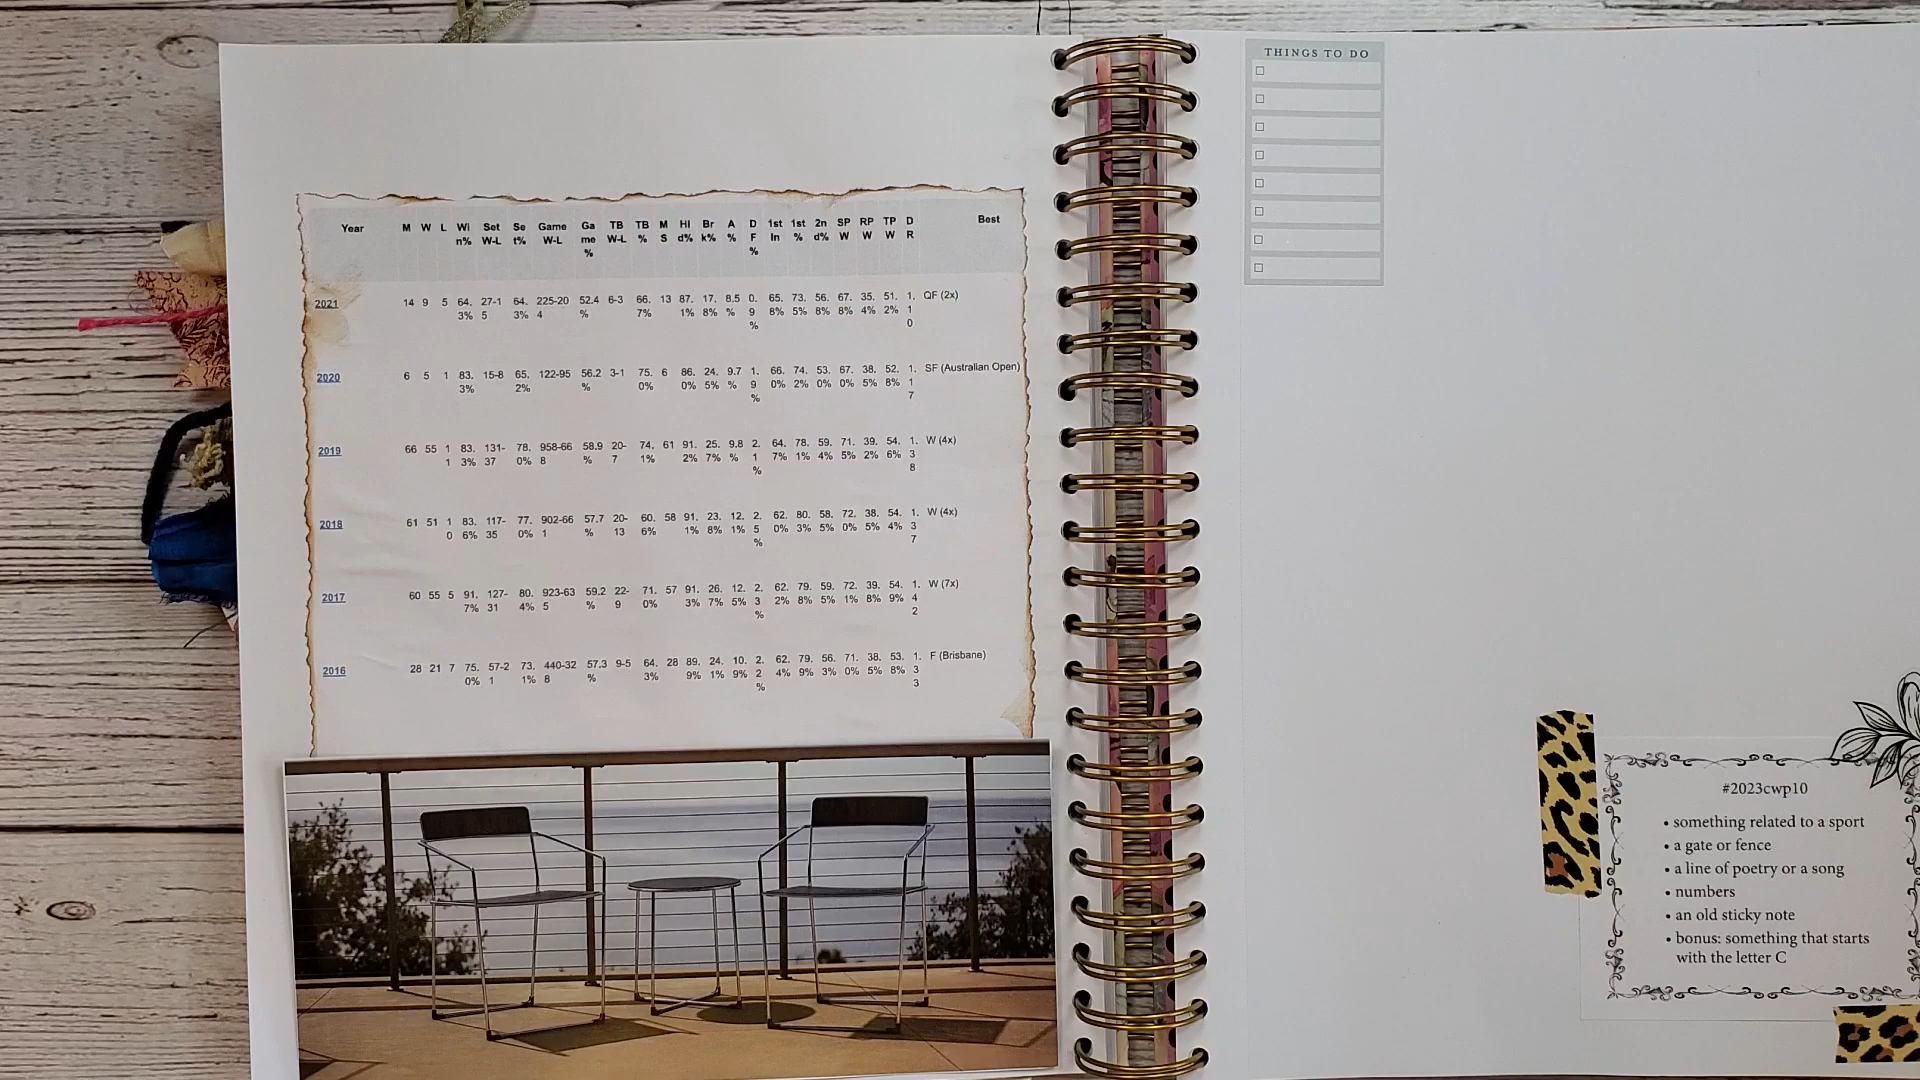 Year M W L Wi Set Se Game Ga TB TB M Hl Br A D 1st 1st 2n SP RP TP D Best
n% W-L t% W-L me W-L % S d% k% % F In % d% W W W R
% %
2021 14 9 5 64. 27-1 64. 225-20 52.4 6-3 66. 13 87. 17. 8.5 0. 65. 73. 56. 67. 35. 51. 1. QF (2x)
3% 5 3% 4 % 7% 1% 8% % 9 8% 5% 8% 8% 4% 2% 1
% 0
2020 6 5 1 83. 15-8 65. 122-95 56.2 3-1 75. 6 86. 24. 9.7 1. 66. 74. 53. 67. 38. 52. 1. SF (Australian Open)
3% 2% % 0% 0% 5% % 9 0% 2% 0% 0% 5% 8% 1
% 7
2019 66 55 1 83. 131- 78. 958-66 58.9 20- 74. 61 91. 25. 9.8 2. 64. 78. 59. 71. 39. 54. 1. W (4x)
1 3% 37 0% 8 % 7 1% 2% 7% % 1 7% 1% 4% 5% 2% 6% 3
% 8
2018 61 51 1 83. 117- 77. 902-66 57.7 20- 60. 58 91. 23. 12. 2. 62. 80. 58. 72. 38. 54. 1. W (4x)
0 6% 35 0% 1 % 13 6% 1% 8% 1% 5 0% 3% 5% 0% 5% 4% 3
% 7
2017 60 55 5 91. 127- 80. 923-63 59.2 22- 71. 57 91. 26. 12. 2. 62. 79. 59. 72. 39. 54. 1. W (7x)
7% 31 4% 5 % 9 0% 3% 7% 5% 3 2% 8% 5% 1% 8% 9% 4
% 2
2016 28 21 7 75. 57-2 73. 440-32 57.3 9-5 64. 28 89. 24. 10. 2. 62. 79. 56. 71. 38. 53. 1. F (Brisbane)
0% 1 1% 8 % 3% 9% 1% 9% 2 4% 9% 3% 0% 5% 8% 3
% 3
THINGS TO DO
#2023cwp10
• something related to a sport
• a gate or fence
• a line of poetry or a song
• numbers
• an old sticky note
• bonus: something that starts
with the letter C